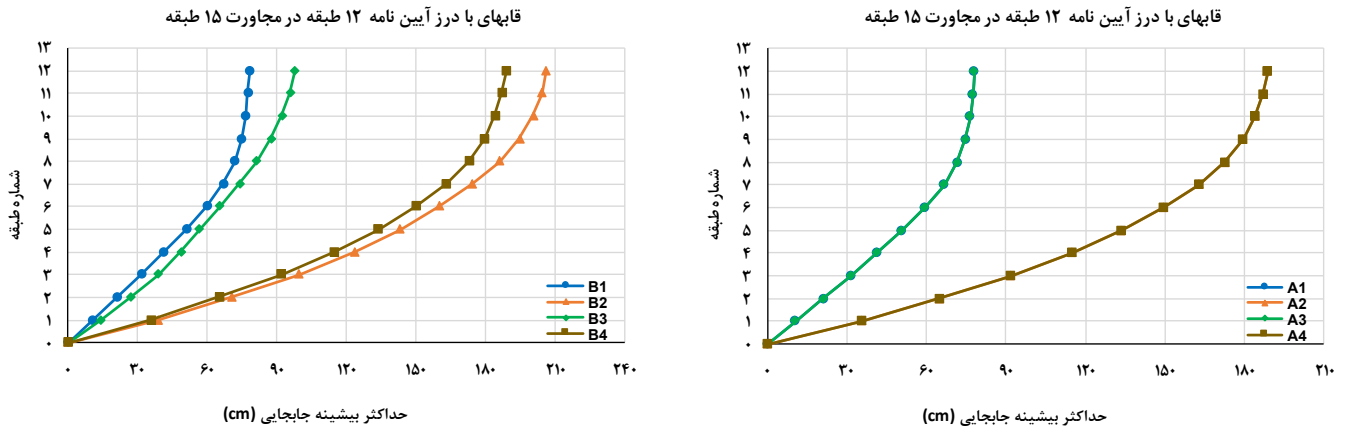 قابهای با درز آیین نامه ۱۲ طبقه در مجاورت ۱۵ طبقه
۱۳
۱۲
۱۱
۱۰
۹
۸
۷
۶
۵
۴
۳
۲
۱
۰
شماره طبقه
B1
B2
B3
B4
۰ ۳۰ ۶۰ ۹۰ ۱۲۰ ۱۵۰ ۱۸۰ ۲۱۰ ۲۴۰
حداکثر بیشینه جابجایی (cm)
قابهای با درز آیین نامه ۱۲ طبقه در مجاورت ۱۵ طبقه
۱۳
۱۲
۱۱
۱۰
۹
۸
۷
۶
۵
۴
۳
۲
۱
۰
شماره طبقه
A1
A2
A3
A4
۰ ۳۰ ۶۰ ۹۰ ۱۲۰ ۱۵۰ ۱۸۰ ۲۱۰
حداکثر بیشینه جابجایی (cm)